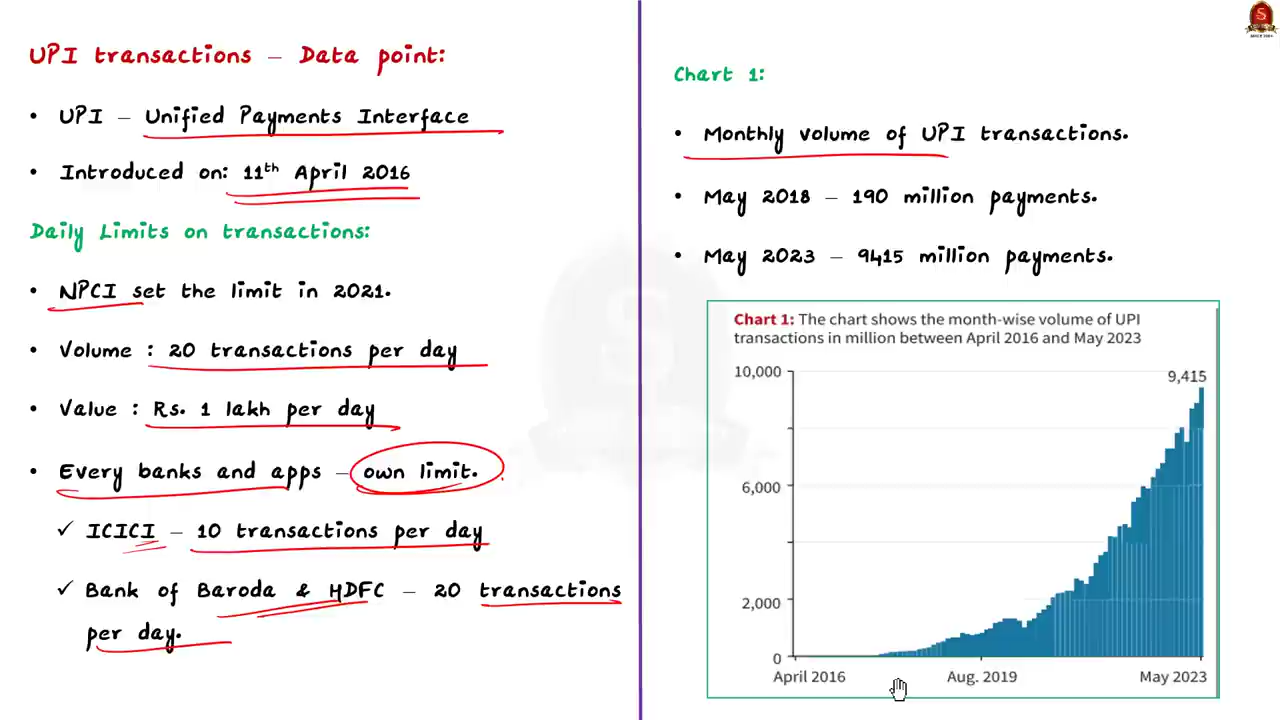 UPI transactions – Data point:
• UPI – Unified Payments Interface
• Introduced on: 11th April 2016
Daily Limits on transactions:
• NPCI set the limit in 2021.
• Volume : 20 transactions per day
• Value : Rs. 1 lakh per day
• Every banks and apps – own limit.
✓ ICICI – 10 transactions per day
✓ Bank of Baroda & HDFC – 20 transactions
per day.
Chart 1:
• Monthly volume of UPI transactions.
• May 2018 – 190 million payments.
• May 2023 – 9415 million payments.
Chart 1: The chart shows the month-wise volume of UPI
transactions in million between April 2016 and May 2023
10,000
9,415
6,000
2,000
0
April 2016 Aug. 2019 May 2023